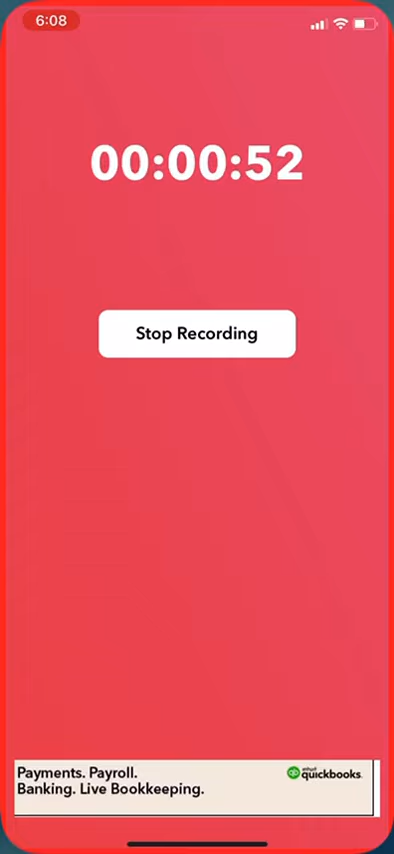 6:08
00:00:52
Stop Recording
Payments. Payroll.
Banking. Live Bookkeeping.
intuit
quickbooks.